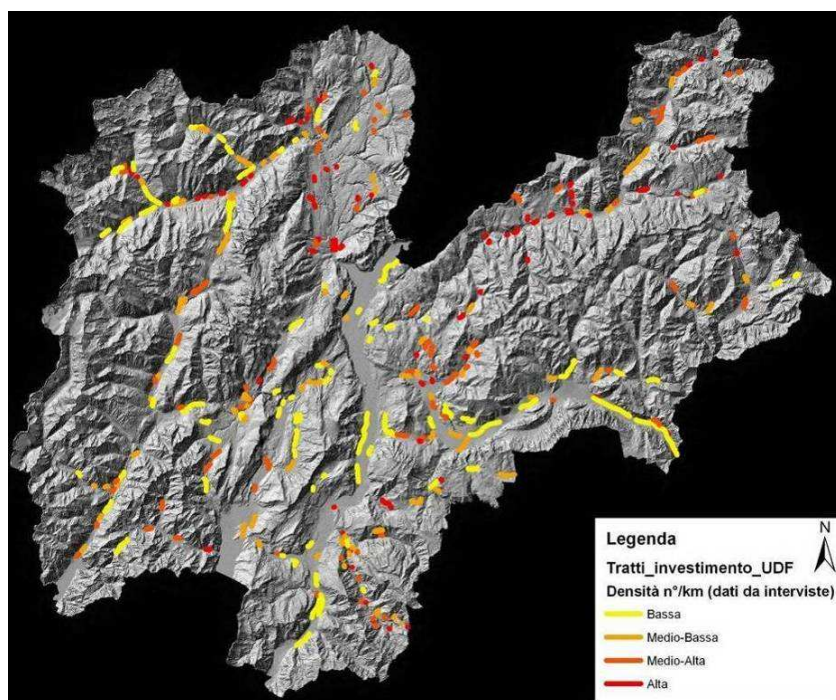 Legenda
N
Tratti_investimento_UDF
Densità n°/km (dati da interviste)
Bassa
Medio-Bassa
Medio-Alta
Alta